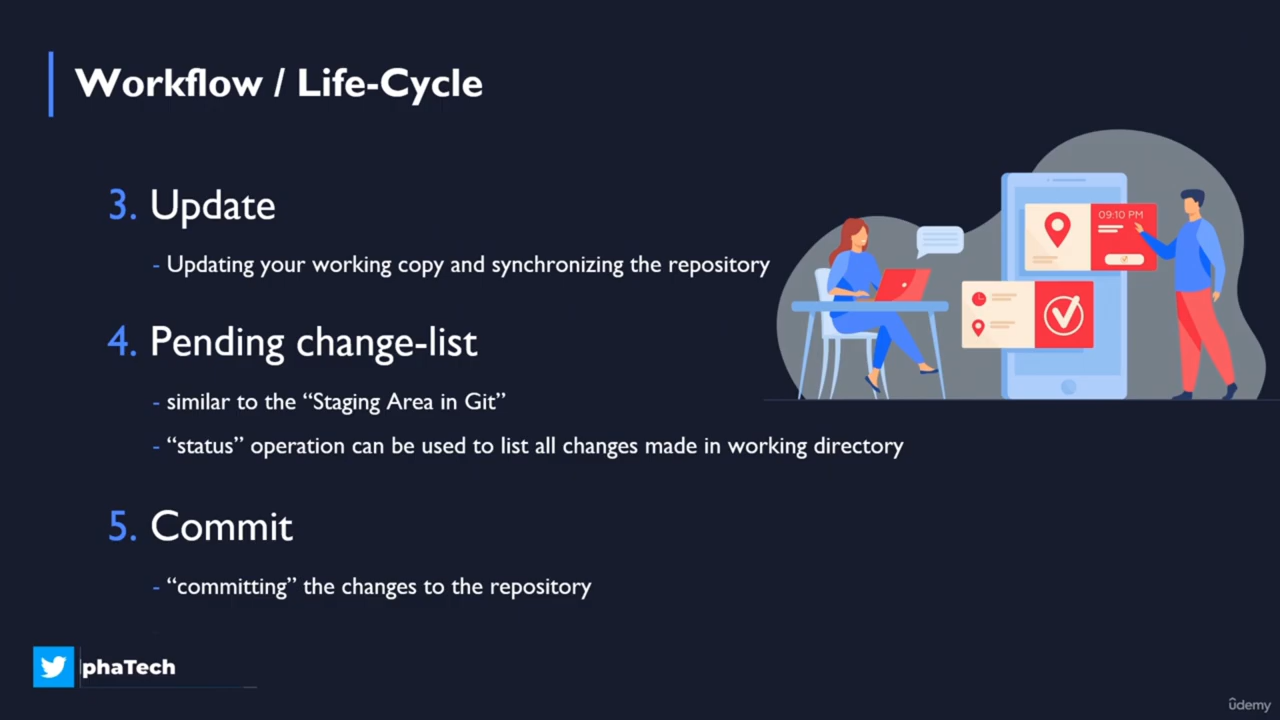 Workflow / Life-Cycle
3. Update
- Updating your working copy and synchronizing the repository
09:10 PM
4. Pending change-list
- similar to the “Staging Area in Git”
- “status” operation can be used to list all changes made in working directory
5. Commit
- “committing” the changes to the repository
phaTech
ûdemy